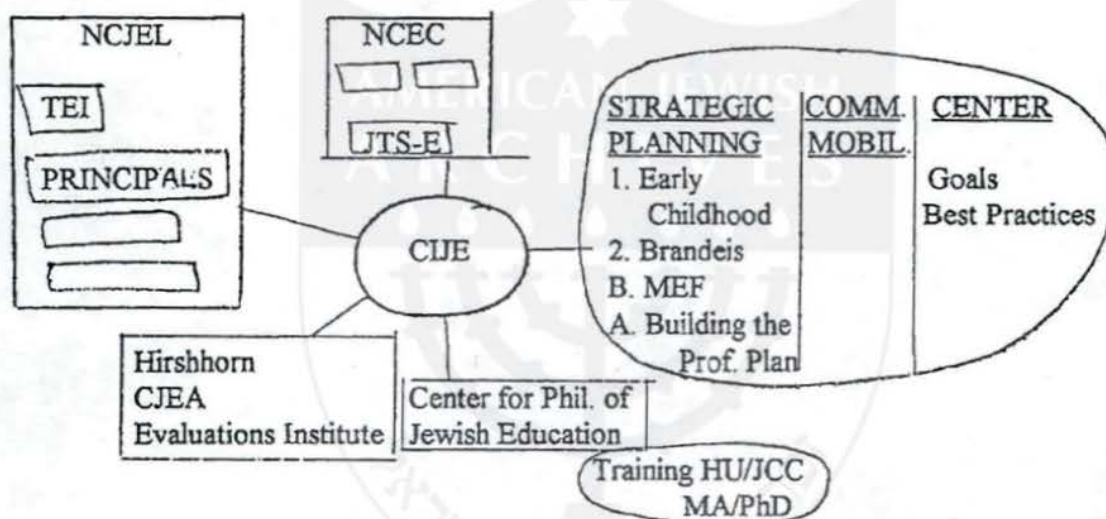 NCJEL
TEI
PRINCIPALS
NCEC
JTS-E
AMERICAN JEWISH
ARCHIVES
CIJE
STRATEGIC
PLANNING
1. Early
Childhood
2. Brandeis
B. MEF
A. Building the
Prof. Plan
COMM.
MOBIL.
CENTER
Goals
Best Practices
Hirshhorn
CJEA
Evaluations Institute
Center for Phil. of
Jewish Education
Training HU/JCC
MA/PhD